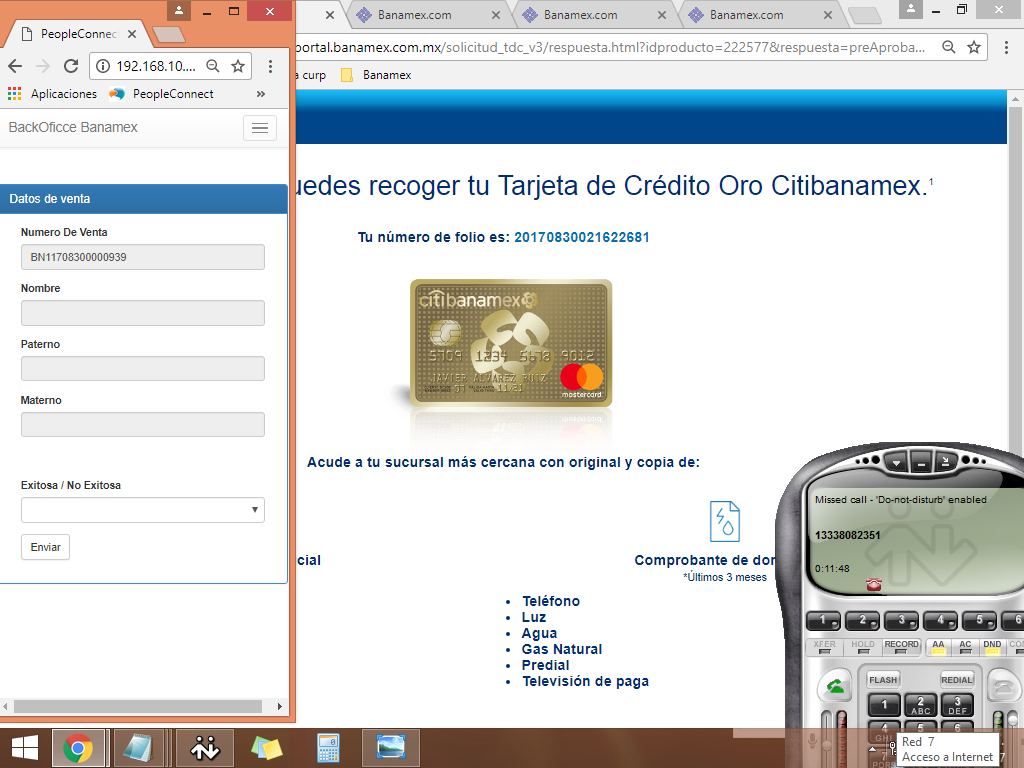 PeopleConnec
192.168.10....
Aplicaciones
PeopleConnect
»
BackOficce Banamex
Datos de venta
Numero De Venta
BN11708300000939
Nombre
Paterno
Materno
Exitosa / No Exitosa
Enviar
Banamex.com
Banamex.com
Banamex.com
portal.banamex.com.mx/solicitud_tdc_v3/respuesta.html?idproducto=222577&respuesta=preAproba...
a curp
Banamex
uedes recoger tu Tarjeta de Crédito Oro Citibanamex.1
Tu número de folio es: 20170830021622681
citibanamex
5709 1234 5678 9012
JAVIER ALVAREZ RUIZ
11/21
mastercard
Acude a tu sucursal más cercana con original y copia de:
cial
Comprobante de dom
*Últimos 3 meses
• Teléfono
• Luz
• Agua
• Gas Natural
• Predial
• Televisión de paga
Missed call - 'Do-not-disturb' enabled
13338082351
0:11:48
1 2 3 4 5 6
XFER HOLD RECORD AA AC DND CON
FLASH REDIAL
1 2 ABC 3 DEF
4 GHI 5 6
7
Red 7
Acceso a Internet